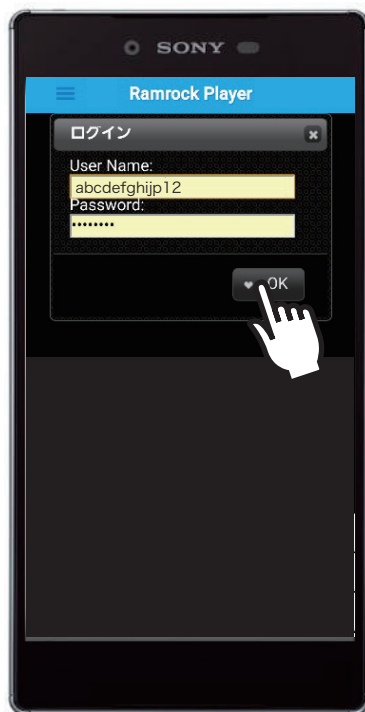 SONY
Ramrock Player
ログイン
User Name:
abcdefghijp12
Password:
••••••••
OK